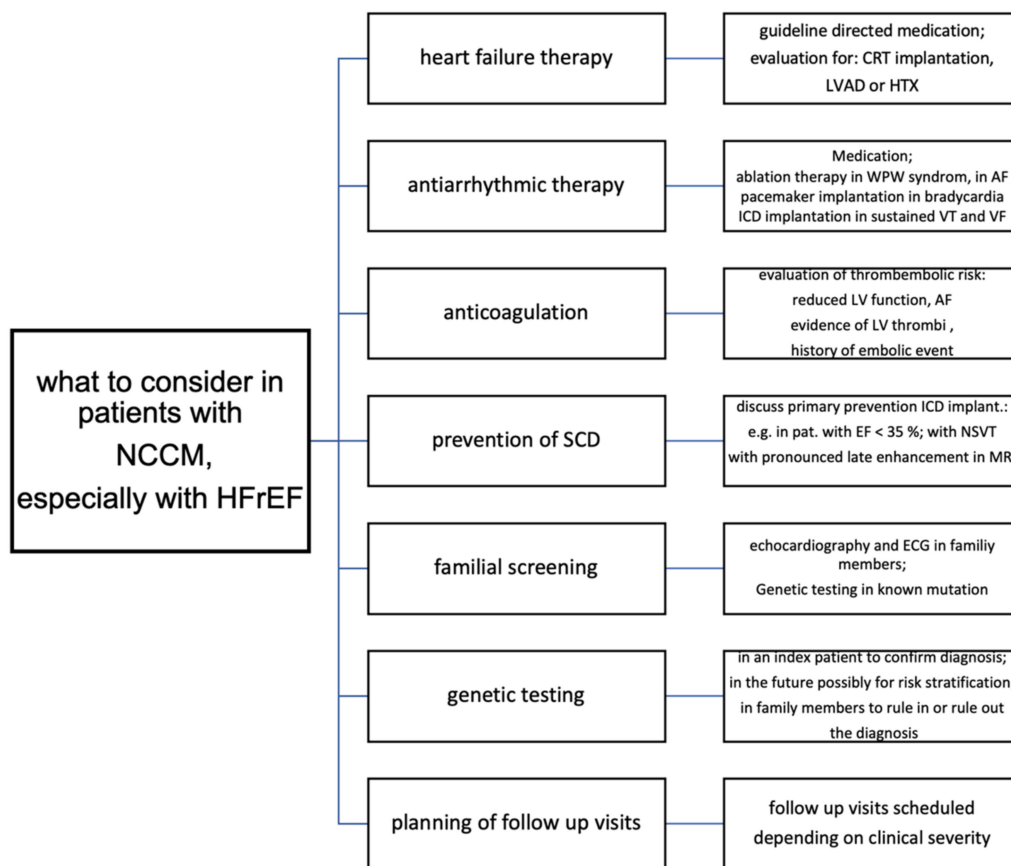 what to consider in
patients with
NCCM,
especially with HFrEF
heart failure therapy
guideline directed medication;
evaluation for: CRT implantation,
LVAD or HTX
antiarrhythmic therapy
Medication;
ablation therapy in WPW syndrom, in AF
pacemaker implantation in bradycardia
ICD implantation in sustained VT and VF
anticoagulation
evaluation of thrombembolic risk:
reduced LV function, AF
evidence of LV thrombi ,
history of embolic event
prevention of SCD
discuss primary prevention ICD implant.:
e.g. in pat. with EF < 35 %; with NSVT
with pronounced late enhancement in MR
familial screening
echocardiography and ECG in familiy
members;
Genetic testing in known mutation
genetic testing
in an index patient to confirm diagnosis;
in the future possibly for risk stratification
in family members to rule in or rule out
the diagnosis
planning of follow up visits
follow up visits scheduled
depending on clinical severity